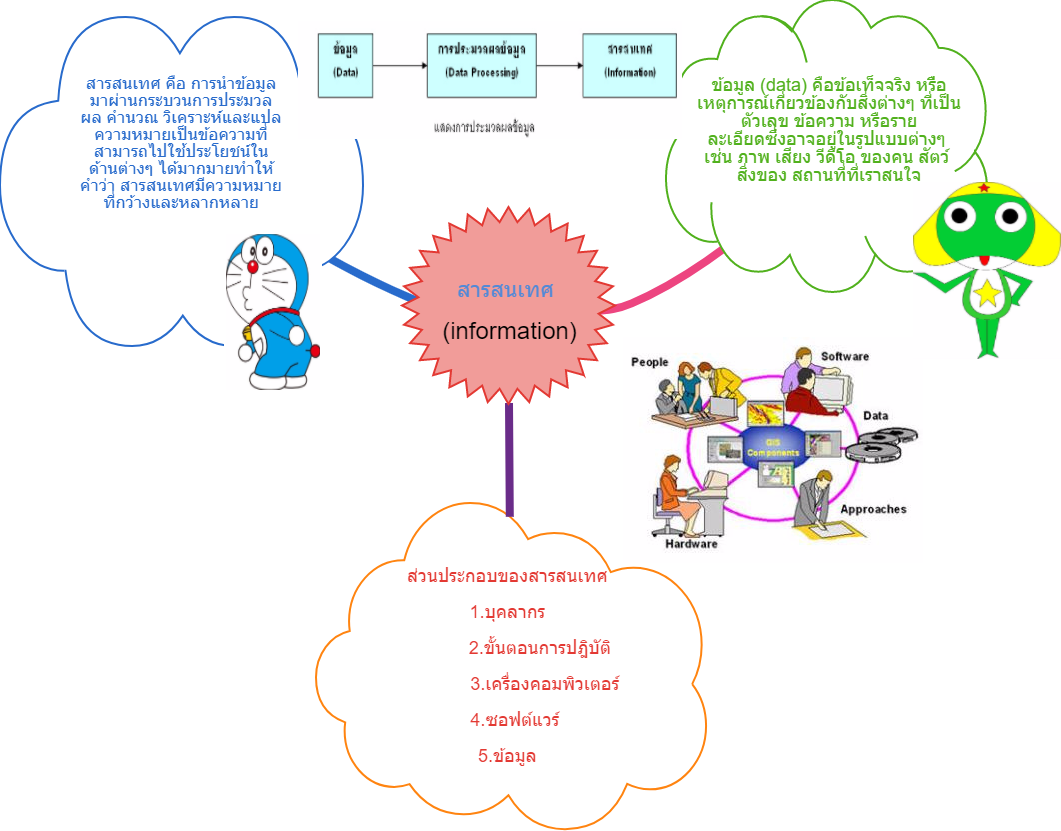 ข้อมูล
(Data)
การประมวลผลข้อมูล
(Data Processing)
สารสนเทศ
(Information)
แสดงการประมวลผลข้อมูล
สารสนเทศ คือ การนำข้อมูล
มาผ่านกระบวนการประมวล
ผล คำนวณ วิเคราะห์และแปล
ความหมายเป็นข้อความที่
สามารถไปใช้ประโยชน์ใน
ด้านต่างๆ ได้มากมายทำให้
คำว่า สารสนเทศมีความหมาย
ที่กว้างและหลากหลาย
ข้อมูล (data) คือข้อเท็จจริง หรือ
เหตุการณ์เกี่ยวข้องกับสิ่งต่างๆ ที่เป็น
ตัวเลข ข้อความ หรือราย
ละเอียดซึ่งอาจอยู่ในรูปแบบต่างๆ
เช่น ภาพ เสียง วีดีโอ ของคน สัตว์
สิ่งของ สถานที่ที่เราสนใจ
สารสนเทศ
(information)
People
Software
Data
GIS
Components
Approaches
Hardware
ส่วนประกอบของสารสนเทศ
1.บุคลากร
2.ขั้นตอนการปฏิบัติ
3.เครื่องคอมพิวเตอร์
4.ซอฟต์แวร์
5.ข้อมูล